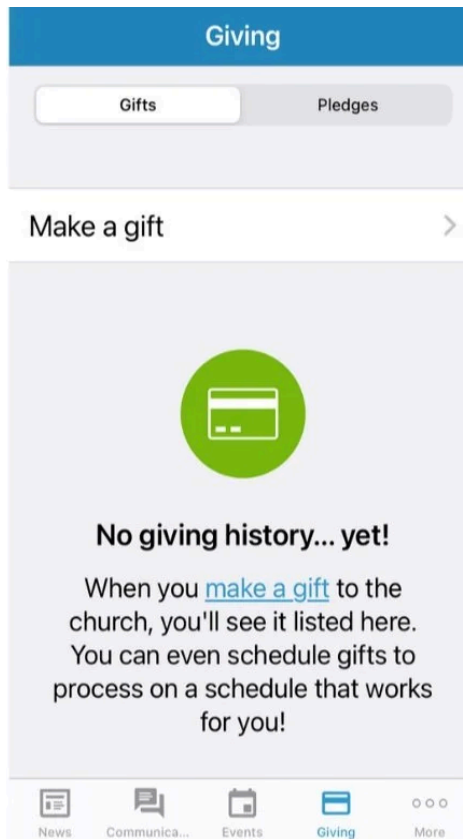 Giving
Gifts
Pledges
Make a gift
No giving history... yet!
When you make a gift to the
church, you'll see it listed here.
You can even schedule gifts to
process on a schedule that works
for you!
News
Communica...
Events
Giving
More